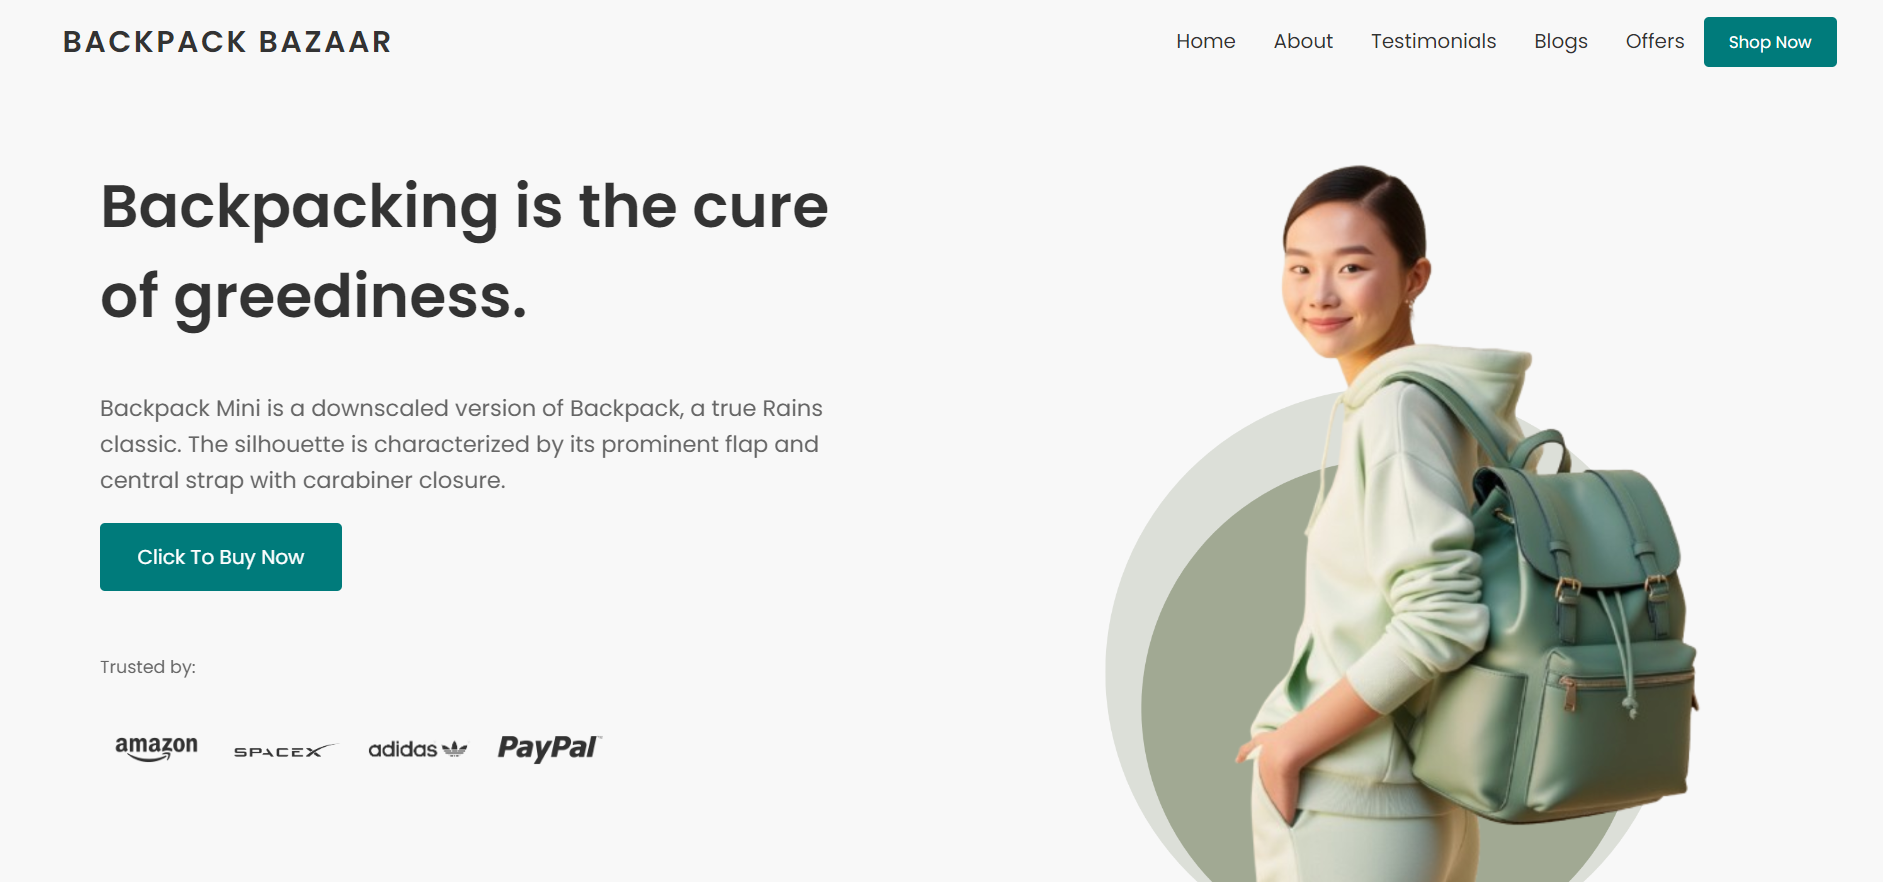 BACKPACK BAZAAR
Home About Testimonials Blogs Offers Shop Now
Backpacking is the cure
of greediness.
Backpack Mini is a downscaled version of Backpack, a true Rains
classic. The silhouette is characterized by its prominent flap and
central strap with carabiner closure.
Click To Buy Now
Trusted by:
amazon SPACEX adidas PayPal